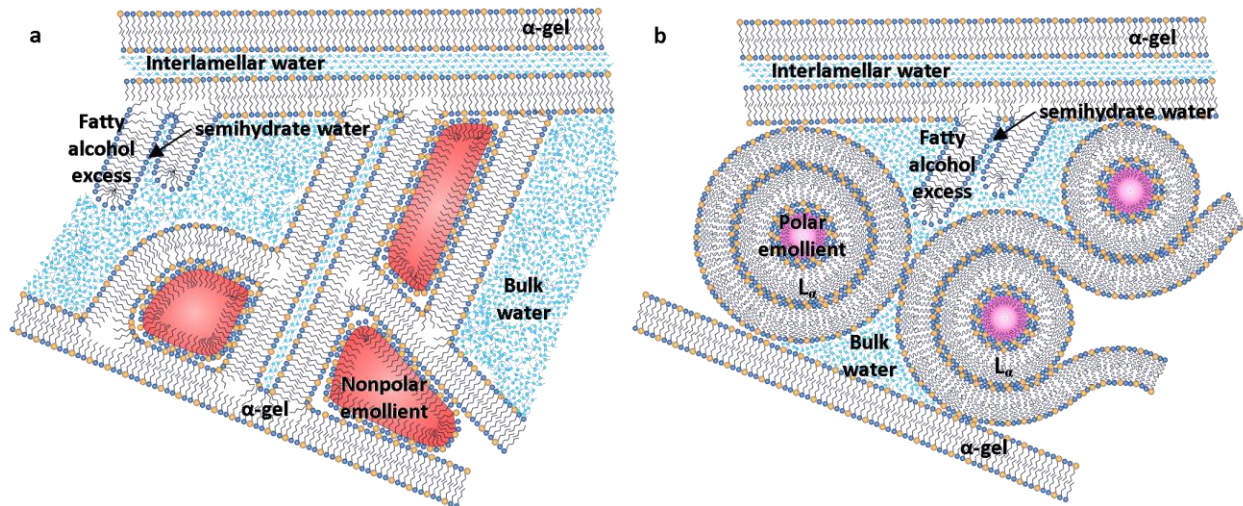 a
α-gel
Interlamellar water
Fatty
alcohol
excess
semihydrate water
Bulk
water
Nonpolar
emollient
α-gel
b
α-gel
Interlamellar water
semihydrate water
Fatty
alcohol
excess
Polar
emollient
Lα
Bulk
water
Lα
α-gel